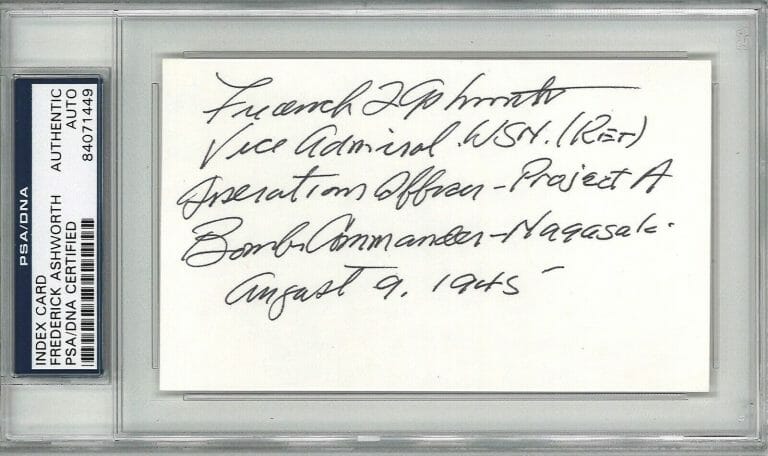 PSA/DNA
INDEX CARD
FREDERICK ASHWORTH
PSA/DNA CERTIFIED
AUTHENTIC
AUTO
84071449
Frederick L Ashworth
Vice Admiral. USN. (RET)
Operations Officer - Project A
Bomb Commander - Nagasaki.
August 9, 1945